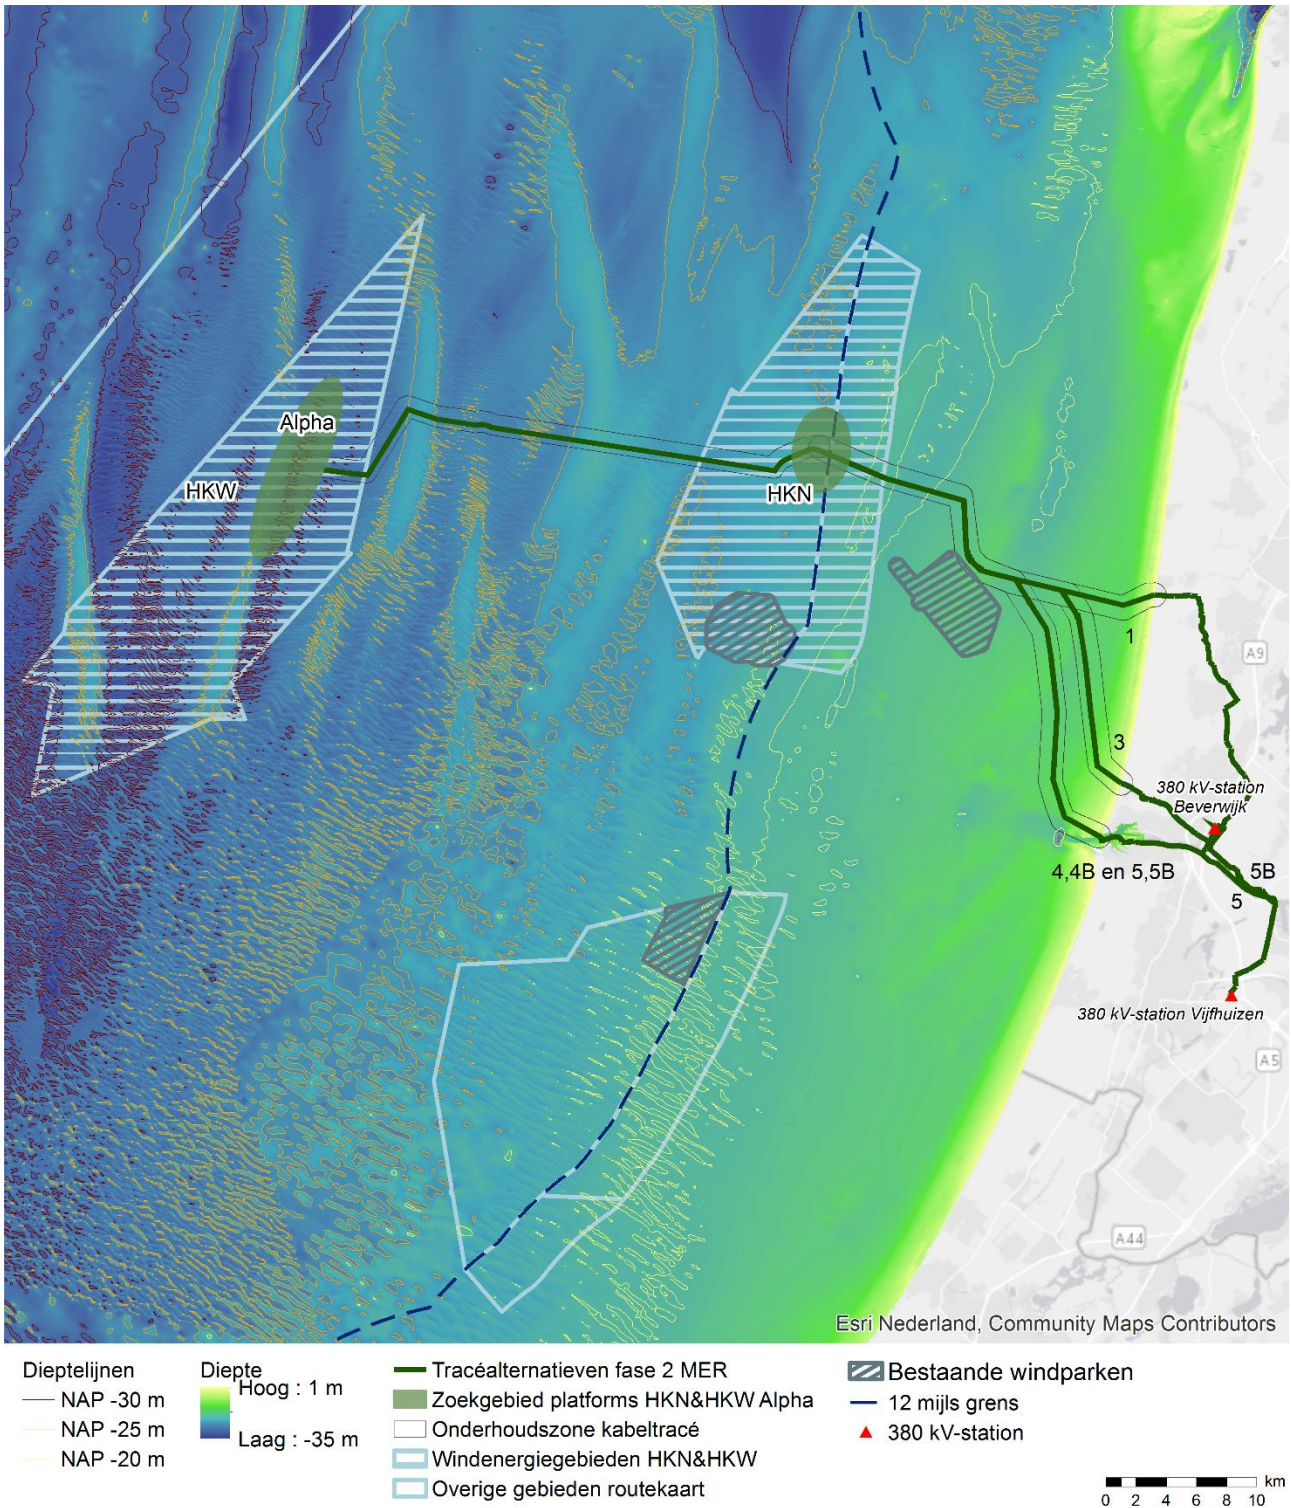 Alpha
HKW
HKN
1
A9
3
380 kV-station
Beverwijk
4,4B en 5,5B
5B
5
380 kV-station Vijfhuizen
A5
A44
Esri Nederland, Community Maps Contributors
Dieptelijnen
NAP -30 m
NAP -25 m
NAP -20 m
Diepte
Hoog : 1 m
Laag : -35 m
Tracéalternatieven fase 2 MER
Zoekgebied platforms HKN&HKW Alpha
Onderhoudszone kabeltracé
Windenergiegebieden HKN&HKW
Overige gebieden routekaart
Bestaande windparken
12 mijls grens
380 kV-station
km
0 2 4 6 8 10